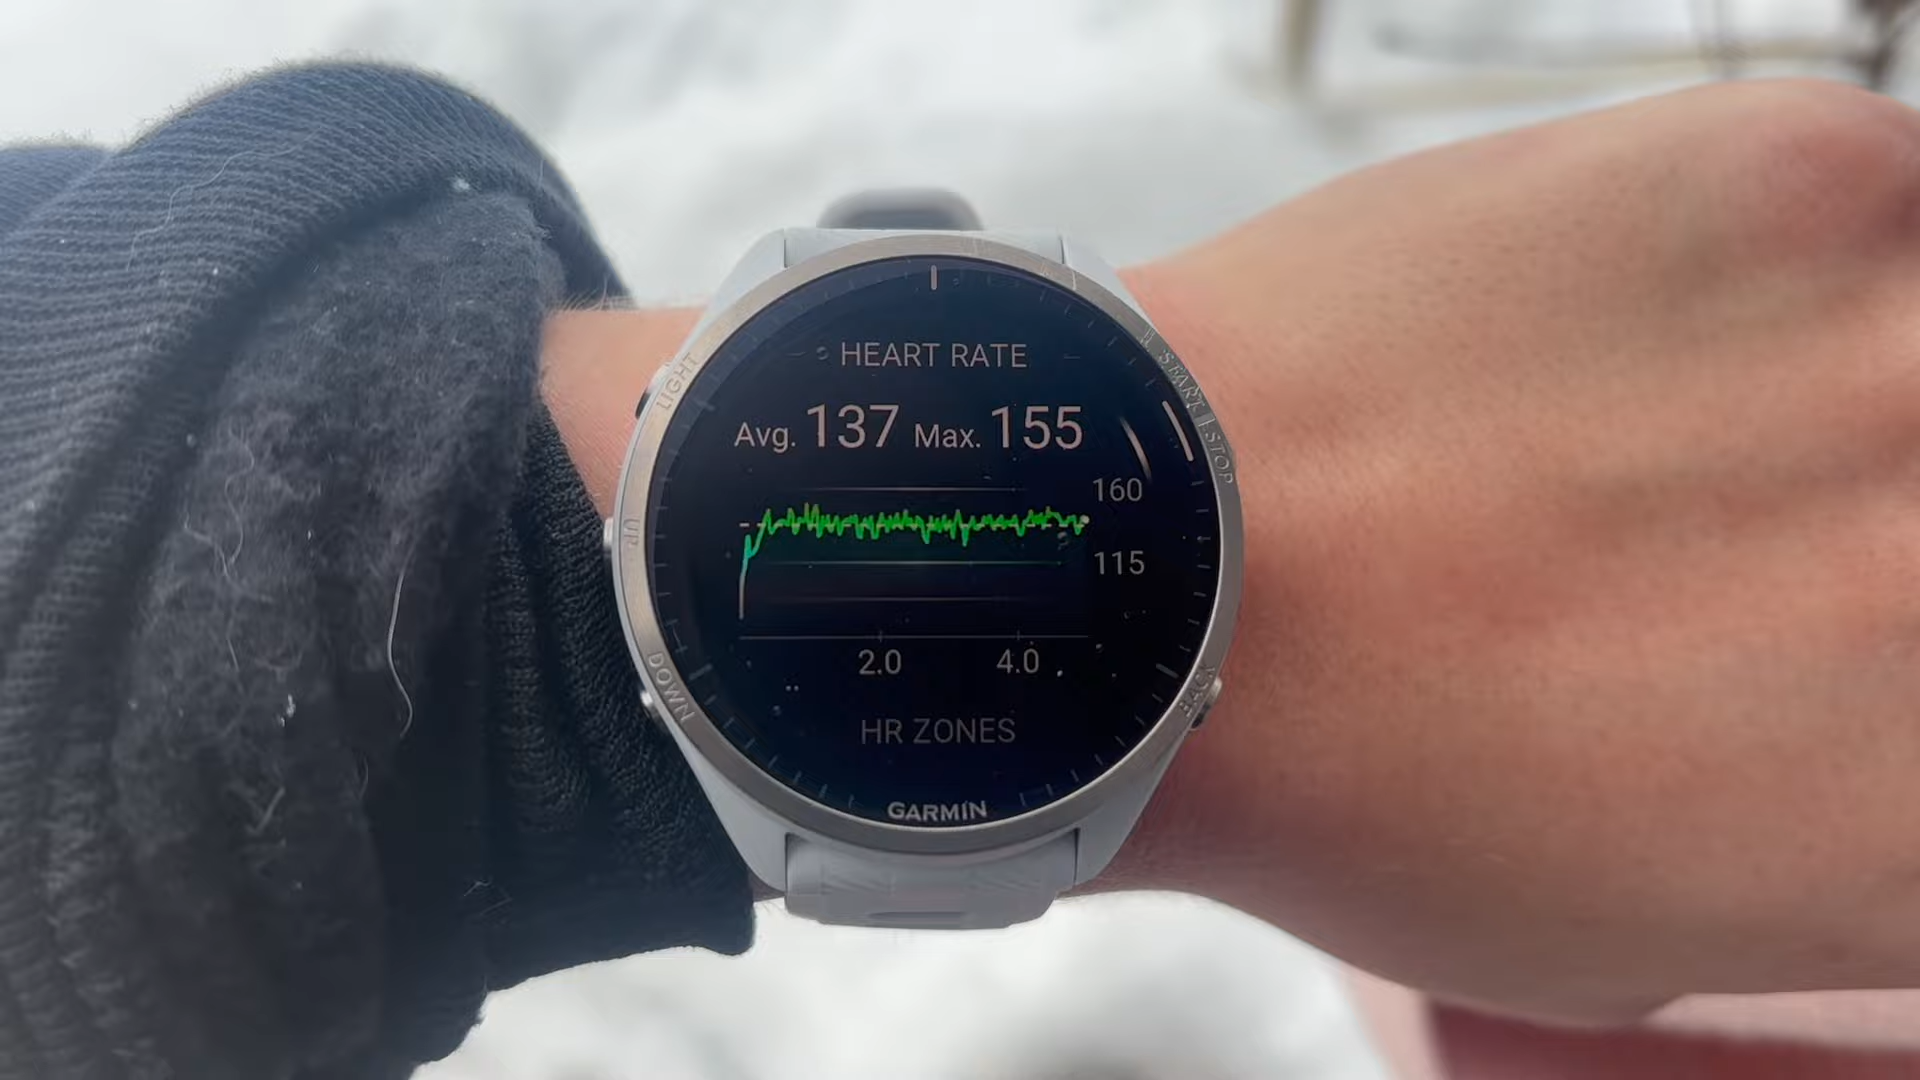 HEART RATE
Avg. 137 Max. 155
160
115
2.0 4.0
HR ZONES
GARMIN
LIGHT
UP
DOWN
START | STOP
BACK